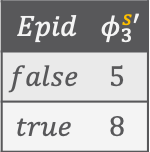 Epid ϕ₃ˢ′
false 5
true 8